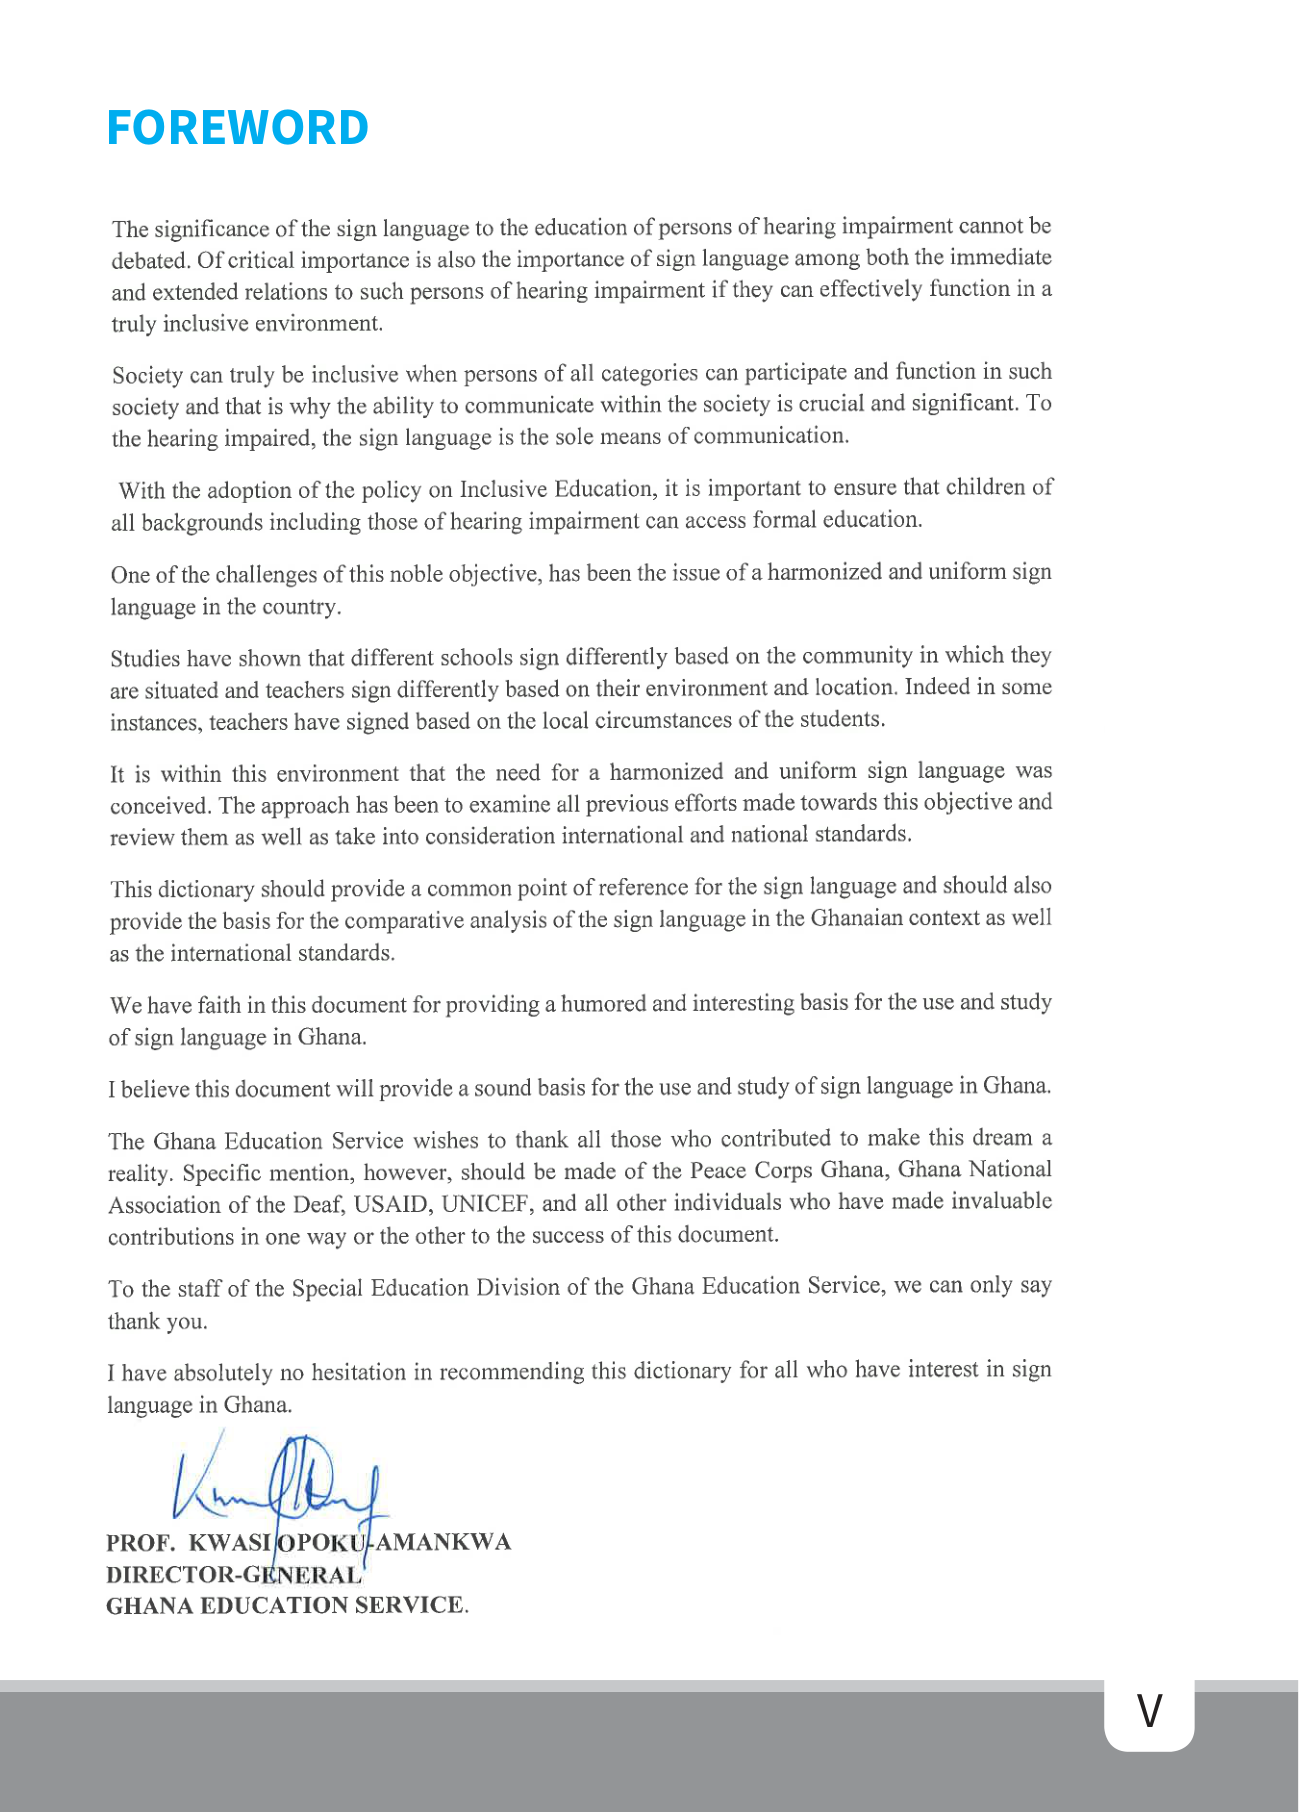 FOREWORD
The significance of the sign language to the education of persons of hearing impairment cannot be
debated. Of critical importance is also the importance of sign language among both the immediate
and extended relations to such persons of hearing impairment if they can effectively function in a
truly inclusive environment.
Society can truly be inclusive when persons of all categories can participate and function in such
society and that is why the ability to communicate within the society is crucial and significant. To
the hearing impaired, the sign language is the sole means of communication.
With the adoption of the policy on Inclusive Education, it is important to ensure that children of
all backgrounds including those of hearing impairment can access formal education.
One of the challenges of this noble objective, has been the issue of a harmonized and uniform sign
language in the country.
Studies have shown that different schools sign differently based on the community in which they
are situated and teachers sign differently based on their environment and location. Indeed in some
instances, teachers have signed based on the local circumstances of the students.
It is within this environment that the need for a harmonized and uniform sign language was
conceived. The approach has been to examine all previous efforts made towards this objective and
review them as well as take into consideration international and national standards.
This dictionary should provide a common point of reference for the sign language and should also
provide the basis for the comparative analysis of the sign language in the Ghanaian context as well
as the international standards.
We have faith in this document for providing a humored and interesting basis for the use and study
of sign language in Ghana.
I believe this document will provide a sound basis for the use and study of sign language in Ghana.
The Ghana Education Service wishes to thank all those who contributed to make this dream a
reality. Specific mention, however, should be made of the Peace Corps Ghana, Ghana National
Association of the Deaf, USAID, UNICEF, and all other individuals who have made invaluable
contributions in one way or the other to the success of this document.
To the staff of the Special Education Division of the Ghana Education Service, we can only say
thank you.
I have absolutely no hesitation in recommending this dictionary for all who have interest in sign
language in Ghana.
PROF. KWASI OPOKU-AMANKWA
DIRECTOR-GENERAL
GHANA EDUCATION SERVICE.
V